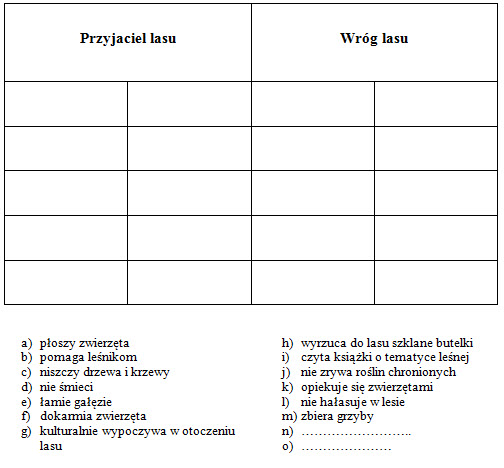 Przyjaciel lasu
Wróg lasu
a) płoszy zwierzęta
b) pomaga leśnikom
c) niszczy drzewa i krzewy
d) nie śmieci
e) łamie gałęzie
f) dokarmia zwierzęta
g) kulturalnie wypoczywa w otoczeniu
lasu
h) wyrzuca do lasu szklane butelki
i) czyta książki o tematyce leśnej
j) nie zrywa roślin chronionych
k) opiekuje się zwierzętami
l) nie hałasuje w lesie
m) zbiera grzyby
n) ……………………..
o) …………………